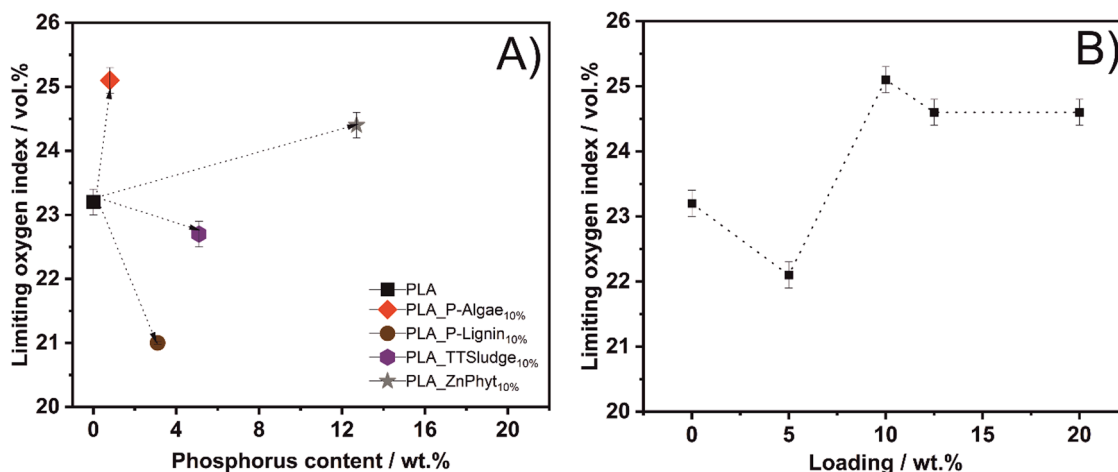 A)
26
25
24
23
22
21
20
Limiting oxygen index / vol.%
0
4
8
12
16
20
Phosphorus content / wt.%
PLA
PLA_P-Algae10%
PLA_P-Lignin10%
PLA_TTSludge10%
PLA_ZnPhyt10%
B)
26
25
24
23
22
21
20
Limiting oxygen index / vol.%
0
5
10
15
20
Loading / wt.%